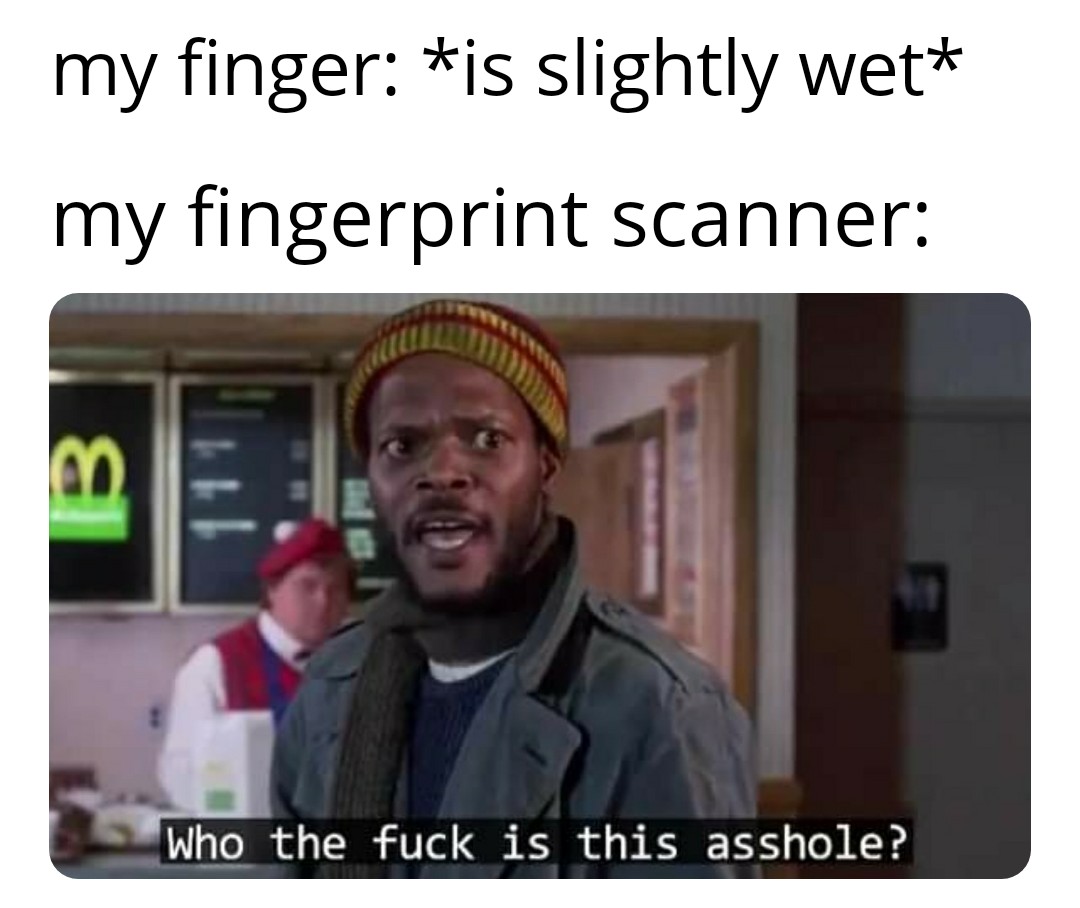 my finger: *is slightly wet*
my fingerprint scanner:
Who the fuck is this asshole?